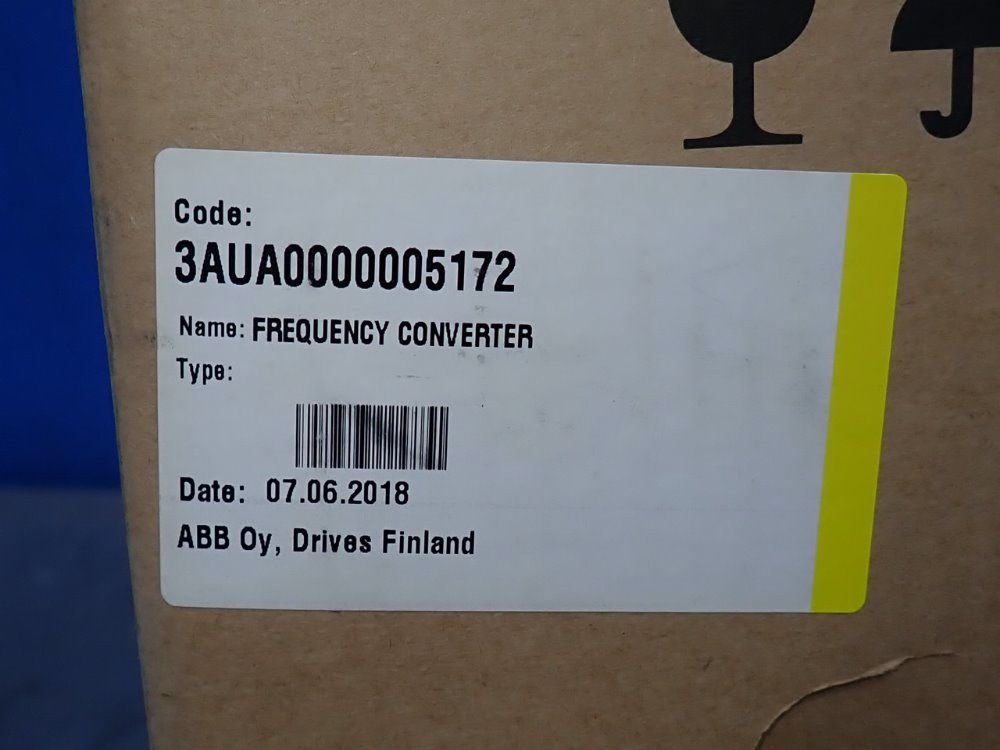 Code:
3AUA0000005172
Name: FREQUENCY CONVERTER
Type:
Date: 07.06.2018
ABB Oy, Drives Finland